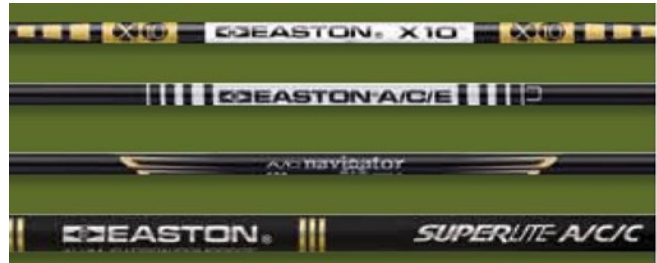 X10 EASTON® X10 X10
EASTON® A/C/E
A/C navigator
EASTON® SUPERLITE A/C/C